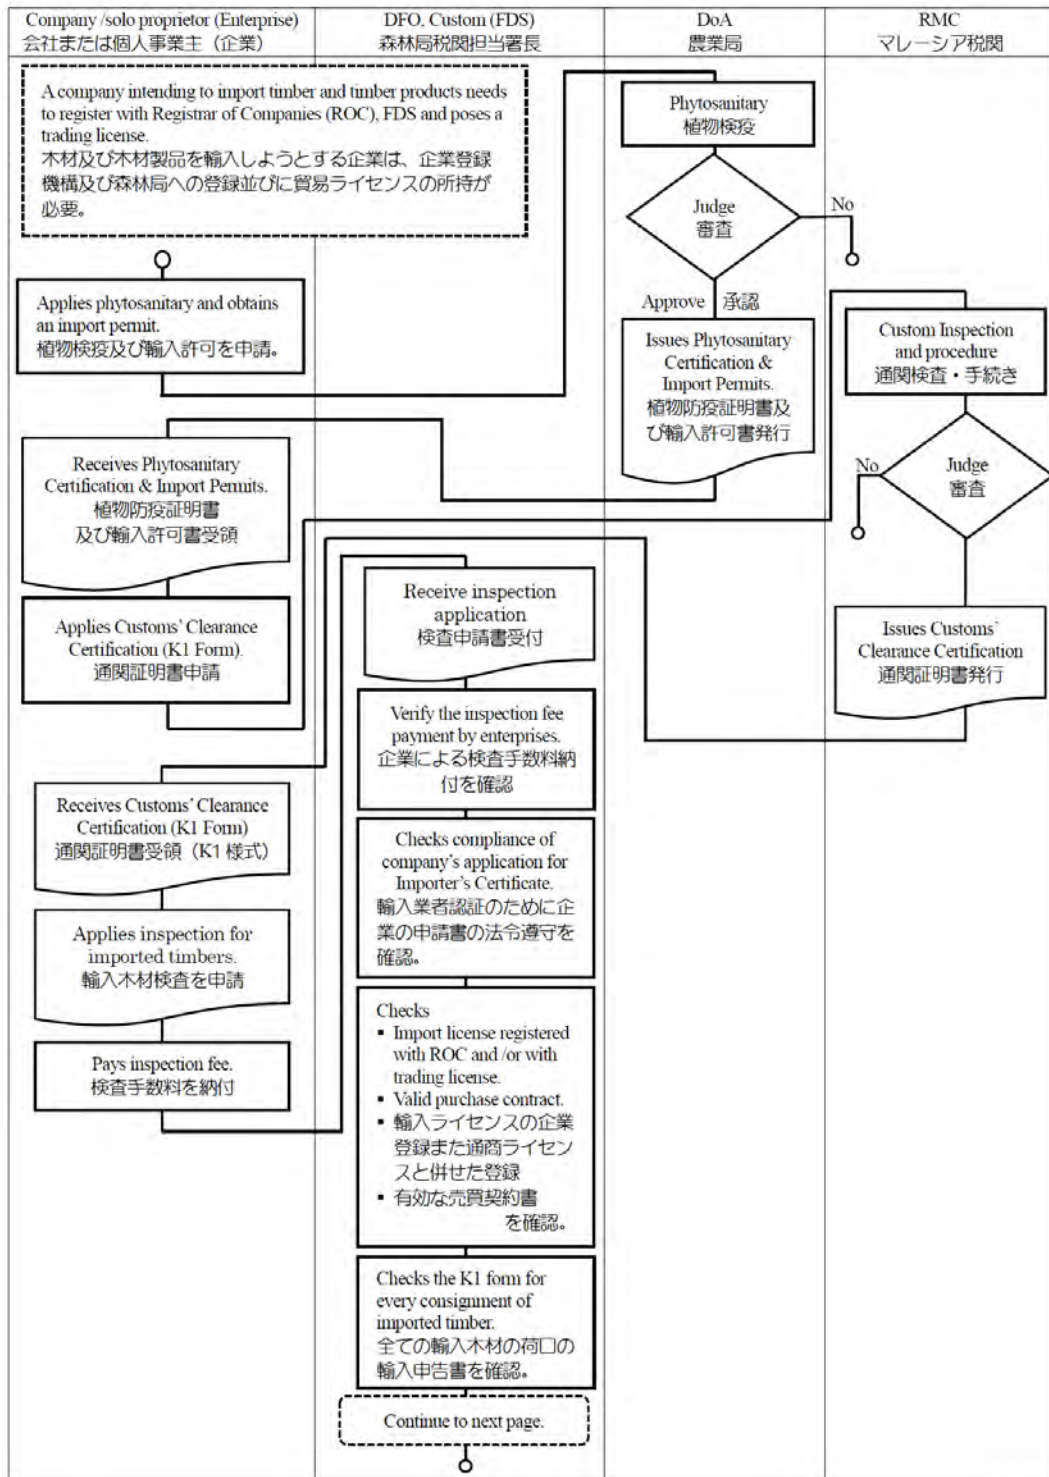 Company /solo proprietor (Enterprise)
会社または個人事業主（企業）
DFO, Custom (FDS)
森林局税関担当署長
DoA
農業局
RMC
マレーシア税関
A company intending to import timber and timber products needs
to register with Registrar of Companies (ROC), FDS and poses a
trading license.
木材及び木材製品を輸入しようとする企業は、企業登録
機構及び森林局への登録並びに貿易ライセンスの所持が
必要。
Phytosanitary
植物検疫
Judge
審査
No
Approve 承認
Applies phytosanitary and obtains
an import permit.
植物検疫及び輸入許可を申請。
Issues Phytosanitary
Certification &
Import Permits.
植物防疫証明書及
び輸入許可書発行
Custom Inspection
and procedure
通関検査・手続き
Judge
審査
No
Receives Phytosanitary
Certification & Import Permits.
植物防疫証明書
及び輸入許可書受領
Applies Customs' Clearance
Certification (K1 Form).
通関証明書申請
Receive inspection
application
検査申請書受付
Issues Customs'
Clearance Certification
通関証明書発行
Verify the inspection fee
payment by enterprises.
企業による検査手数料納
付を確認
Receives Customs' Clearance
Certification (K1 Form)
通関証明書受領（K1 様式）
Checks compliance of
company's application for
Importer's Certificate.
輸入業者認証のために企
業の申請書の法令遵守を
確認。
Applies inspection for
imported timbers.
輸入木材検査を申請
Pays inspection fee.
検査手数料を納付
Checks
▪ Import license registered
with ROC and /or with
trading license.
▪ Valid purchase contract.
▪ 輸入ライセンスの企業
登録また通商ライセン
スと併せた登録
▪ 有効な売買契約書
を確認。
Checks the K1 form for
every consignment of
imported timber.
全ての輸入木材の荷口の
輸入申告書を確認。
Continue to next page.